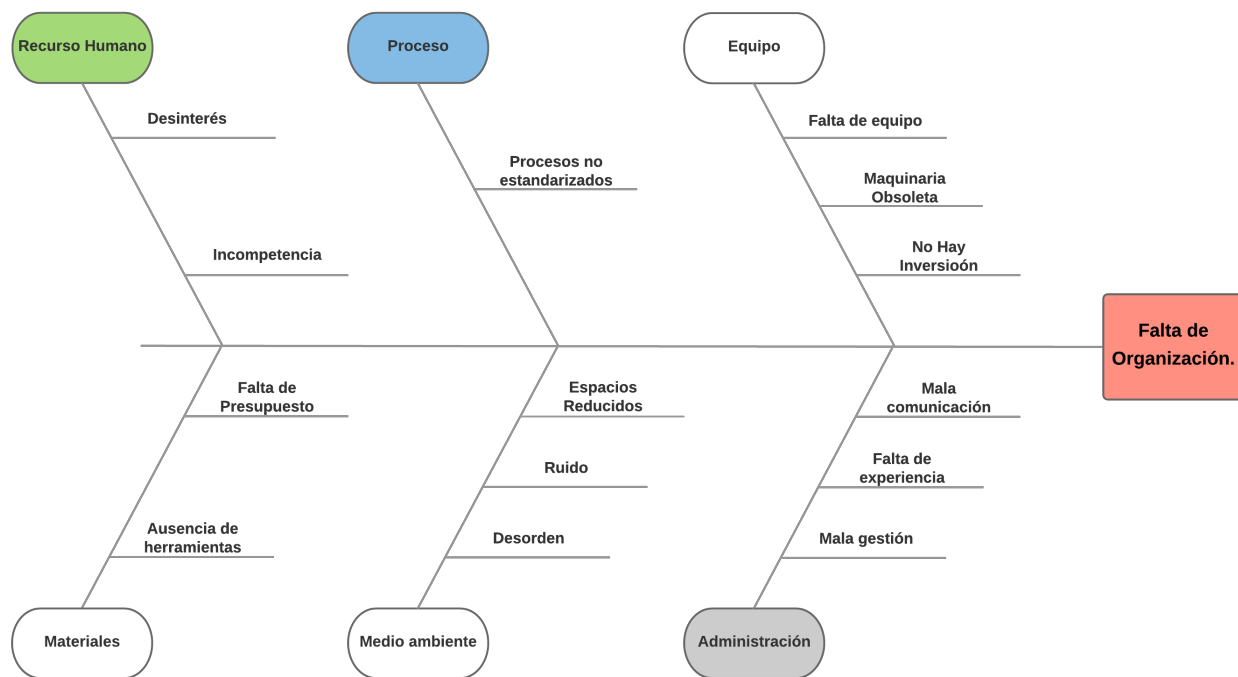 Recurso Humano
Proceso
Equipo
Desinterés
Falta de equipo
Procesos no
estandarizados
Maquinaria
Obsoleta
Incompetencia
No Hay
Inversioón
Falta de
Organización.
Falta de
Presupuesto
Espacios
Reducidos
Mala
comunicación
Ruido
Falta de
experiencia
Ausencia de
herramientas
Desorden
Mala gestión
Materiales
Medio ambiente
Administración